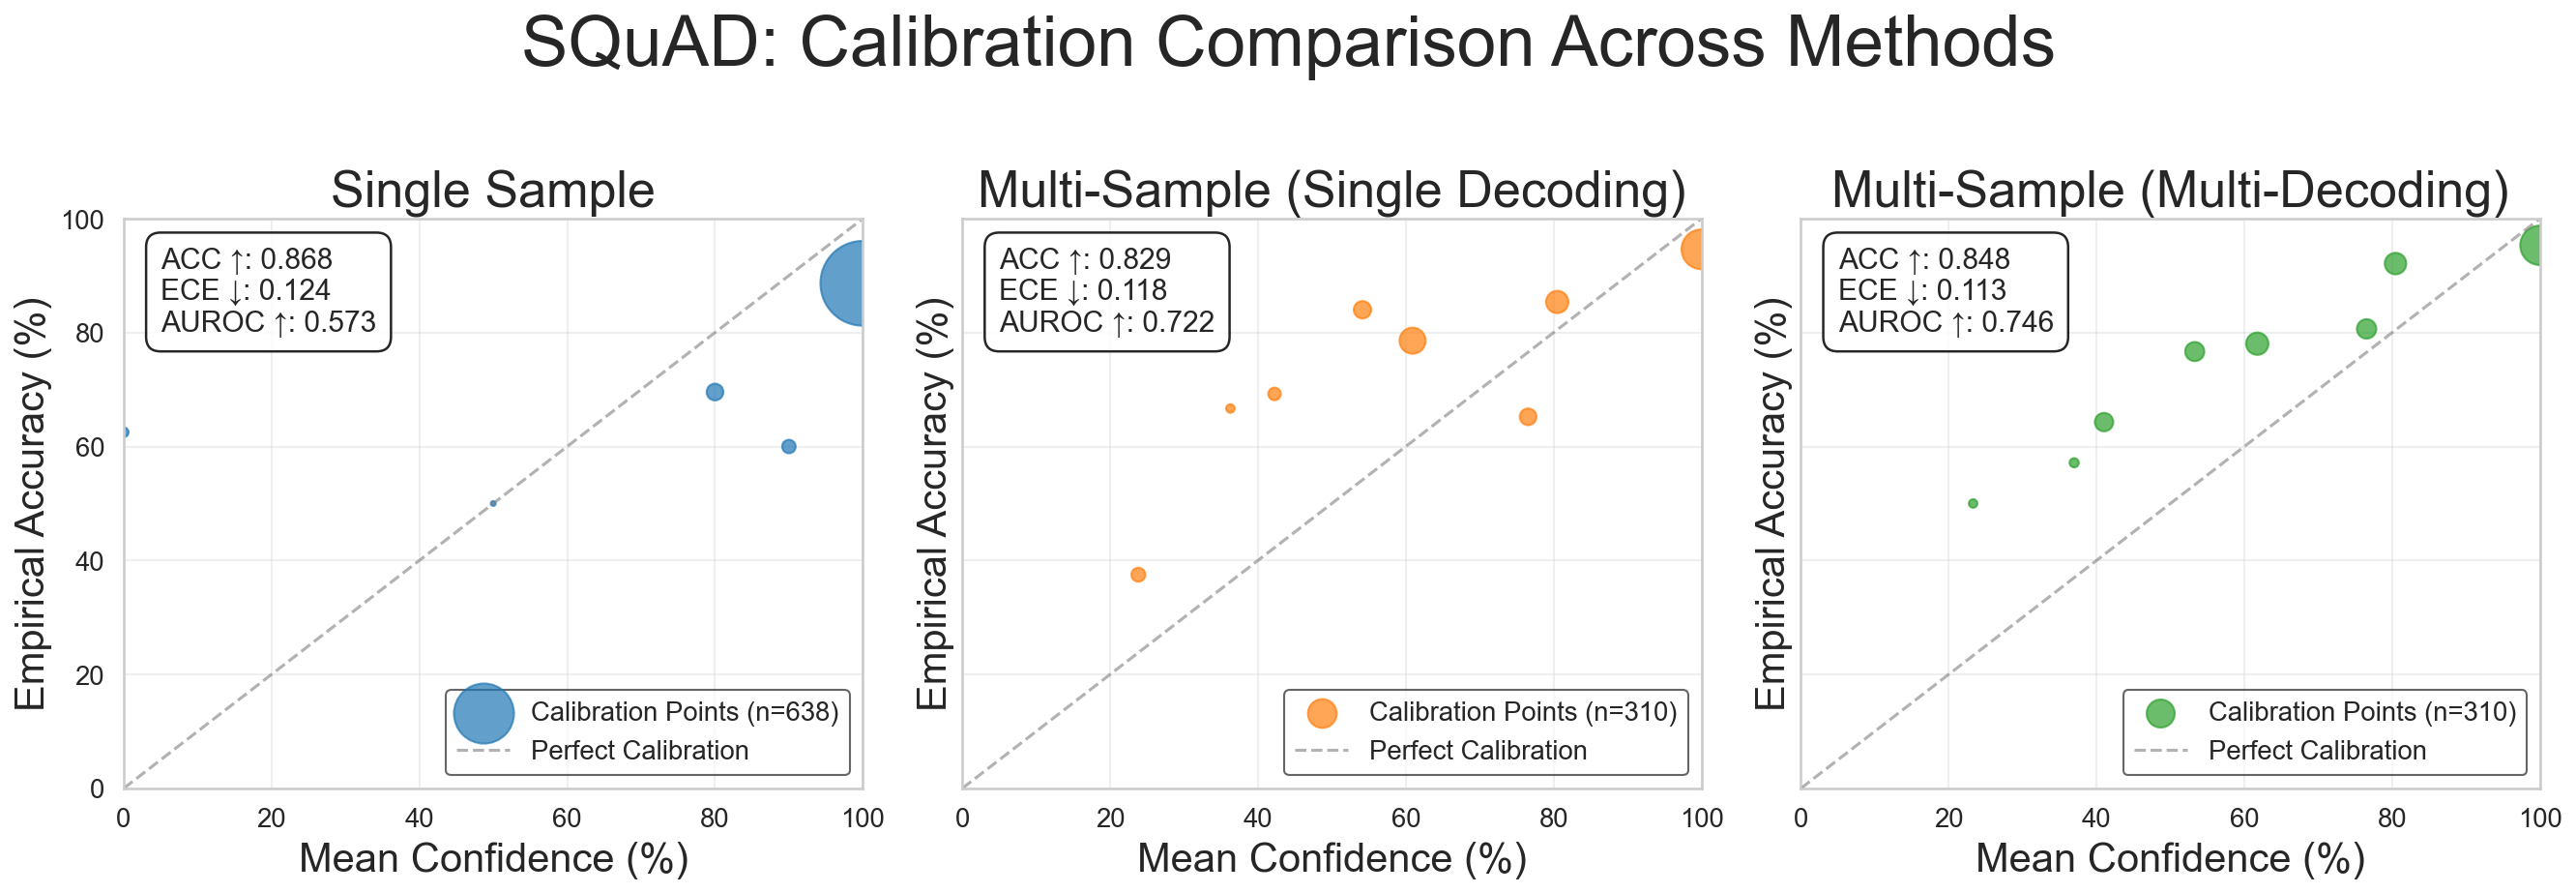 SQuAD: Calibration Comparison Across Methods
Single Sample
ACC ↑: 0.868
ECE ↓: 0.124
AUROC ↑: 0.573
Empirical Accuracy (%)
100
80
60
40
20
0
Calibration Points (n=638)
Perfect Calibration
0 20 40 60 80 100
Mean Confidence (%)
Multi-Sample (Single Decoding)
ACC ↑: 0.829
ECE ↓: 0.118
AUROC ↑: 0.722
Empirical Accuracy (%)
Calibration Points (n=310)
Perfect Calibration
0 20 40 60 80 100
Mean Confidence (%)
Multi-Sample (Multi-Decoding)
ACC ↑: 0.848
ECE ↓: 0.113
AUROC ↑: 0.746
Empirical Accuracy (%)
Calibration Points (n=310)
Perfect Calibration
0 20 40 60 80 100
Mean Confidence (%)